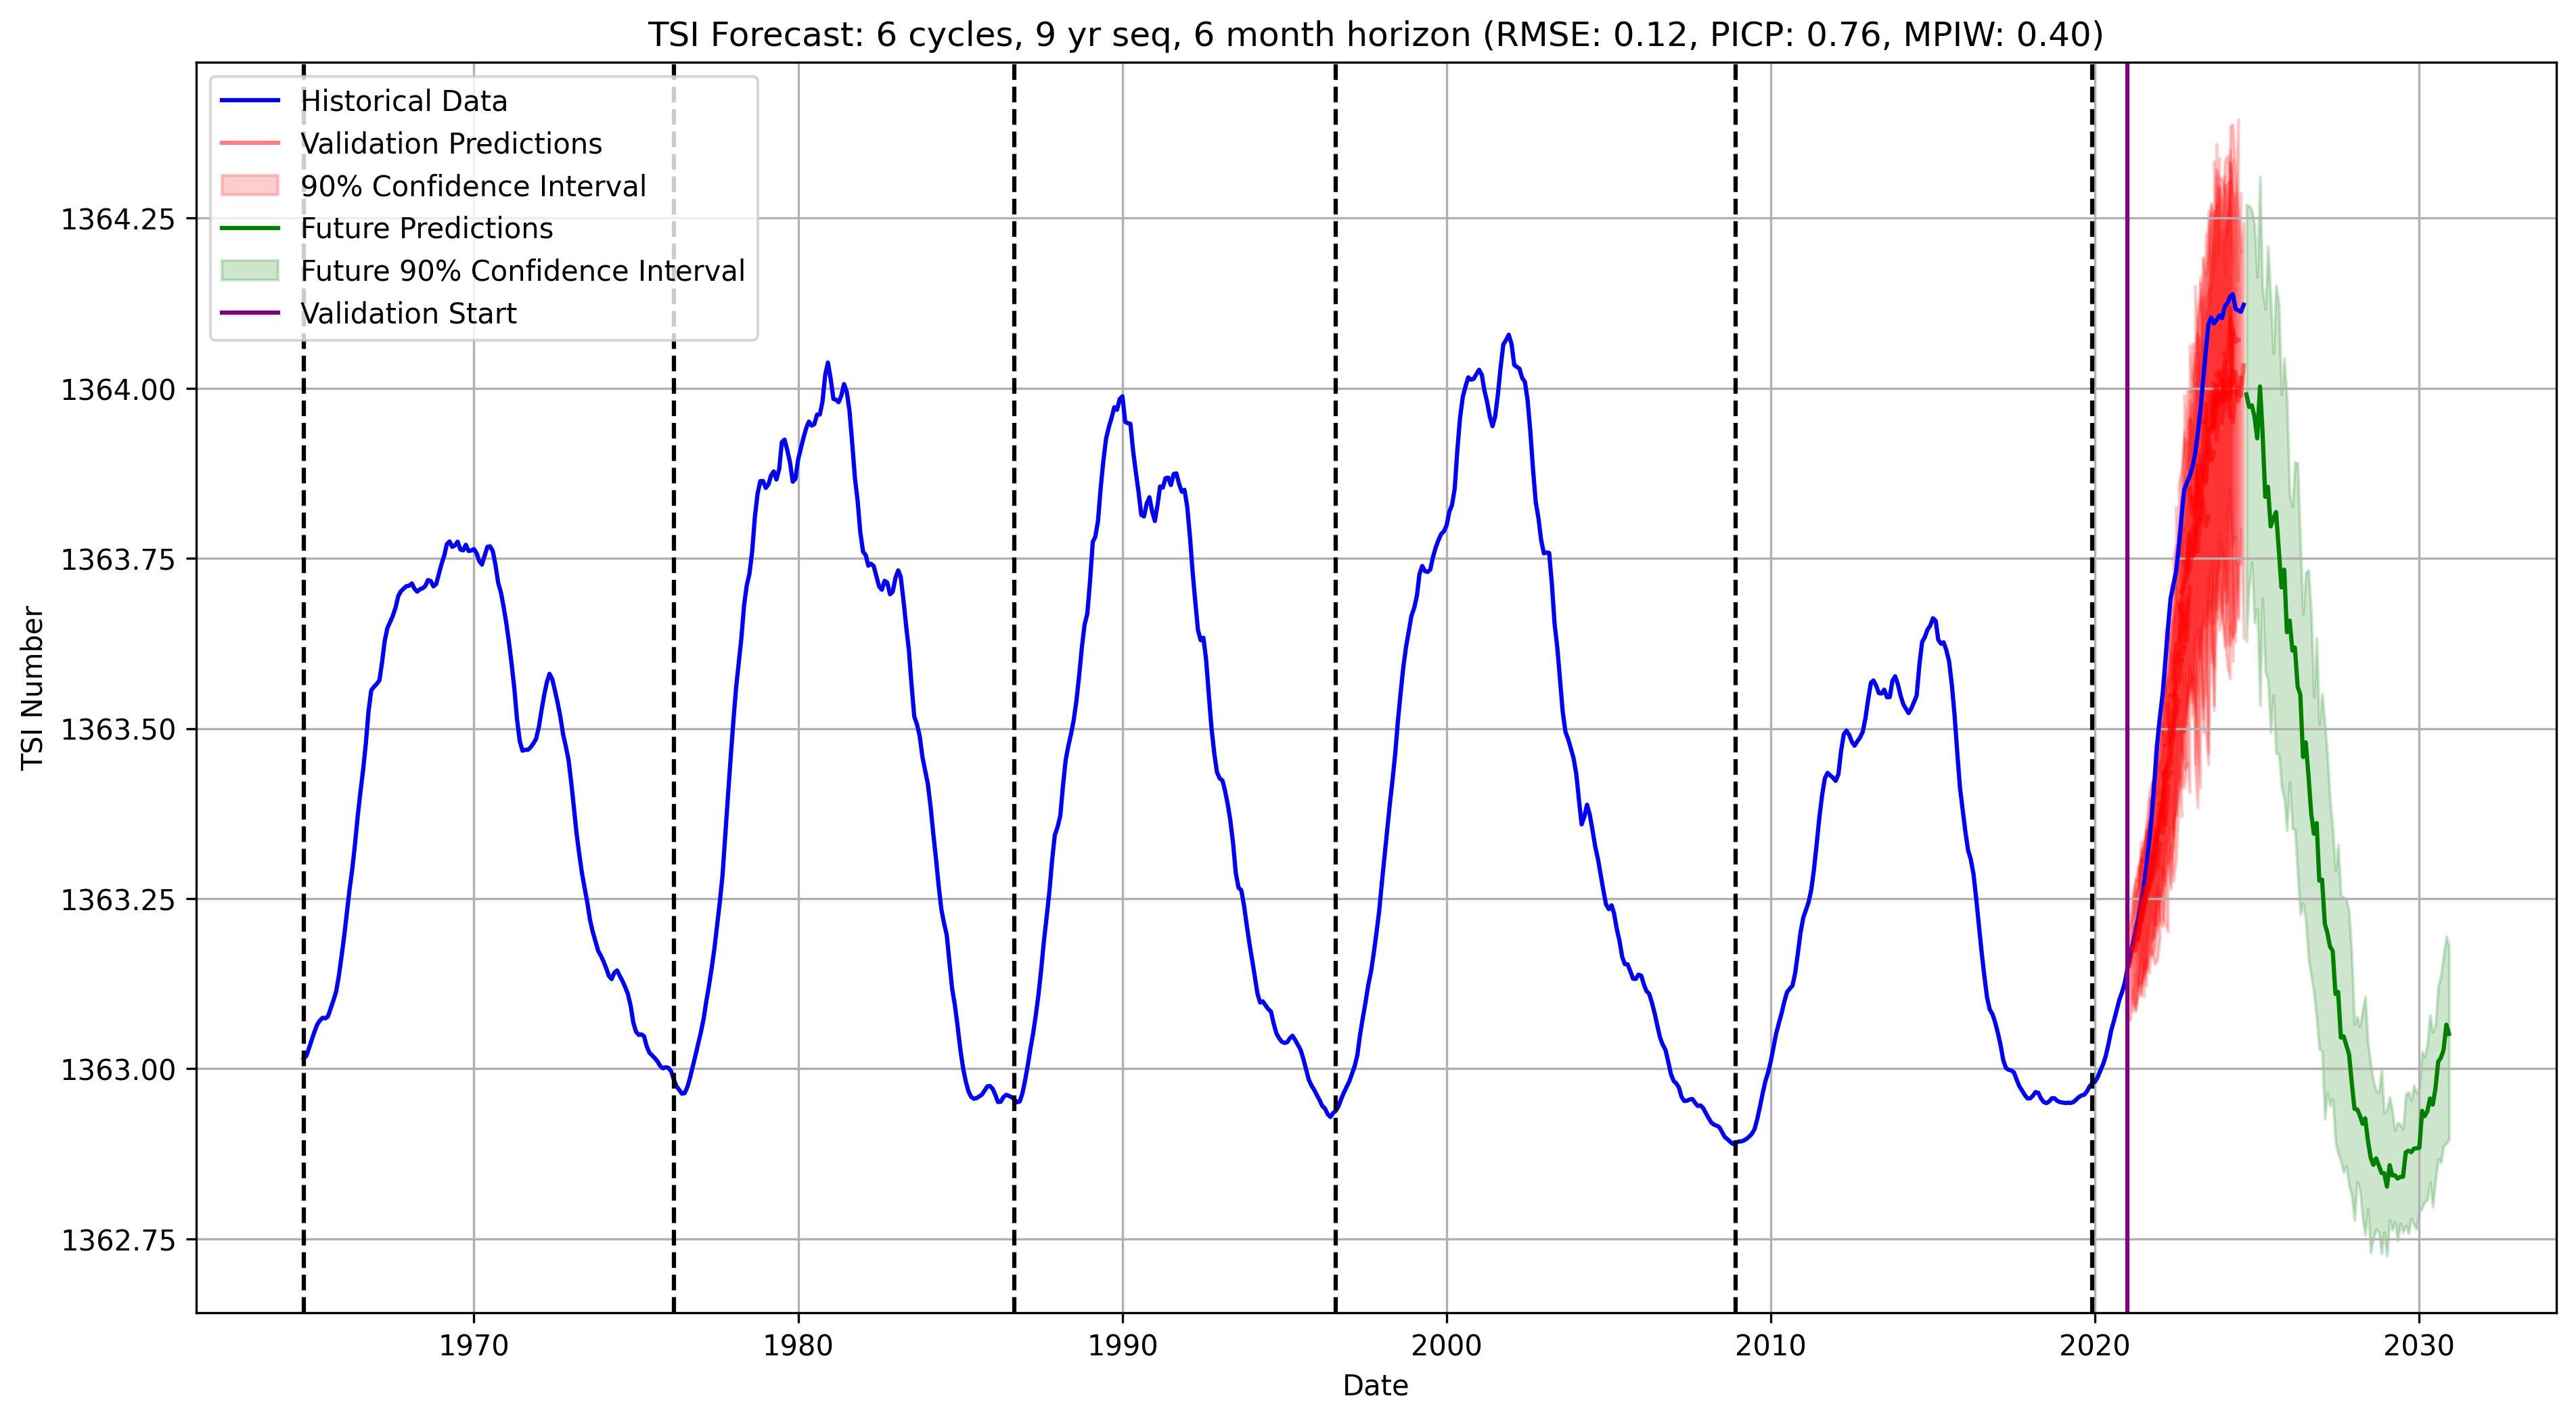 TSI Forecast: 6 cycles, 9 yr seq, 6 month horizon (RMSE: 0.12, PICP: 0.76, MPIW: 0.40)
Historical Data
Validation Predictions
90% Confidence Interval
Future Predictions
Future 90% Confidence Interval
Validation Start
TSI Number
1364.25
1364.00
1363.75
1363.50
1363.25
1363.00
1362.75
1970 1980 1990 2000 2010 2020 2030
Date